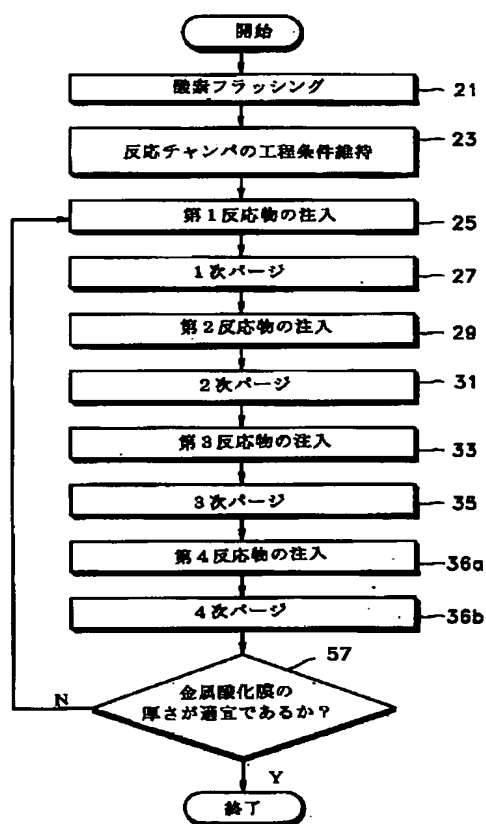 開始
酸素フラッシング
21
反応チャンバの工程条件維持
23
第1反応物の注入
25
1次パージ
27
第2反応物の注入
29
2次パージ
31
第3反応物の注入
33
3次パージ
35
第4反応物の注入
36a
4次パージ
36b
57
金属酸化膜の
厚さが適宜であるか?
N
Y
終了